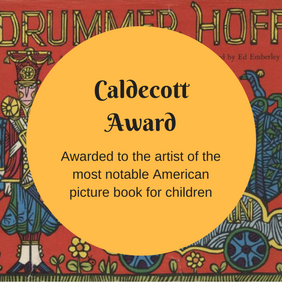 DRUMMER HOFF
by Ed Emberley
Caldecott
Award
Awarded to the artist of the
most notable American
picture book for children